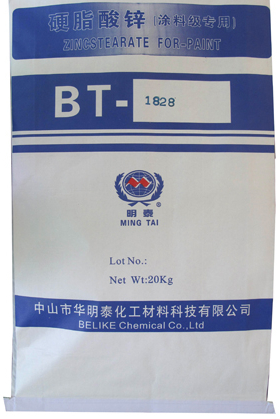 硬脂酸锌(涂料级专用)
ZINCSTEARATE FOR-PAINT
BT-1828
®
明泰
MING TAI
Lot No.:
Net Wt:20Kg
中山市华明泰化工材料科技有限公司
BELIKE Chemical Co.,Ltd